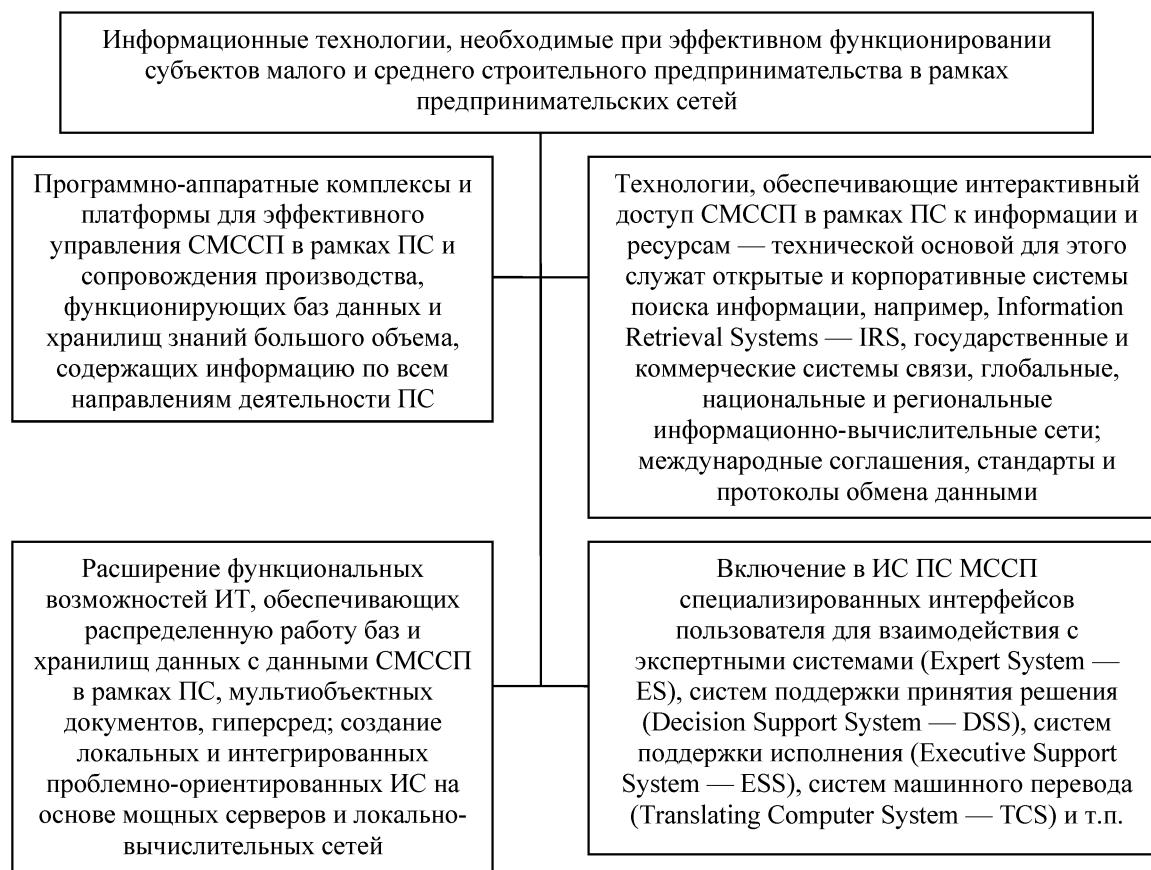 Информационные технологии, необходимые при эффективном функционировании
субъектов малого и среднего строительного предпринимательства в рамках
предпринимательских сетей
Программно-аппаратные комплексы и
платформы для эффективного
управления СМССП в рамках ПС и
сопровождения производства,
функционирующих баз данных и
хранилищ знаний большого объема,
содержащих информацию по всем
направлениям деятельности ПС
Технологии, обеспечивающие интерактивный
доступ СМССП в рамках ПС к информации и
ресурсам — технической основой для этого
служат открытые и корпоративные системы
поиска информации, например, Information
Retrieval Systems — IRS, государственные и
коммерческие системы связи, глобальные,
национальные и региональные
информационно-вычислительные сети;
международные соглашения, стандарты и
протоколы обмена данными
Расширение функциональных
возможностей ИТ, обеспечивающих
распределенную работу баз и
хранилищ данных с данными СМССП
в рамках ПС, мультиобъектных
документов, гиперсред; создание
локальных и интегрированных
проблемно-ориентированных ИС на
основе мощных серверов и локально-
вычислительных сетей
Включение в ИС ПС МССП
специализированных интерфейсов
пользователя для взаимодействия с
экспертными системами (Expert System —
ES), систем поддержки принятия решения
(Decision Support System — DSS), систем
поддержки исполнения (Executive Support
System — ESS), систем машинного перевода
(Translating Computer System — TCS) и т.п.